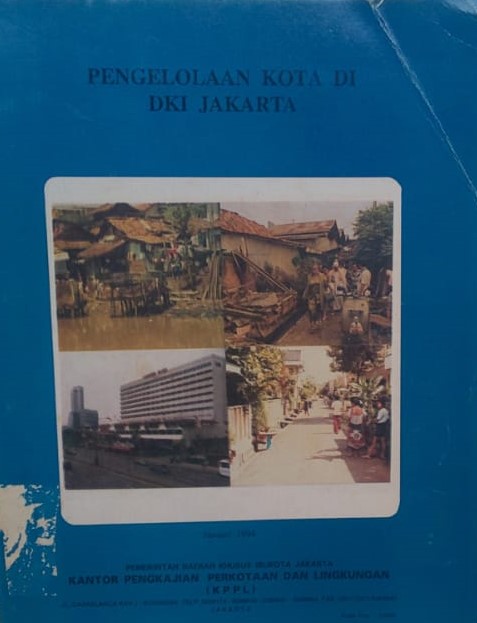 PENGELOLAAN KOTA DI
DKI JAKARTA
PEMERINTAH DAERAH KHUSUS IBUKOTA JAKARTA
KANTOR PENGKAJIAN PERKOTAAN DAN LINGKUNGAN
(KPPL)
JAKARTA